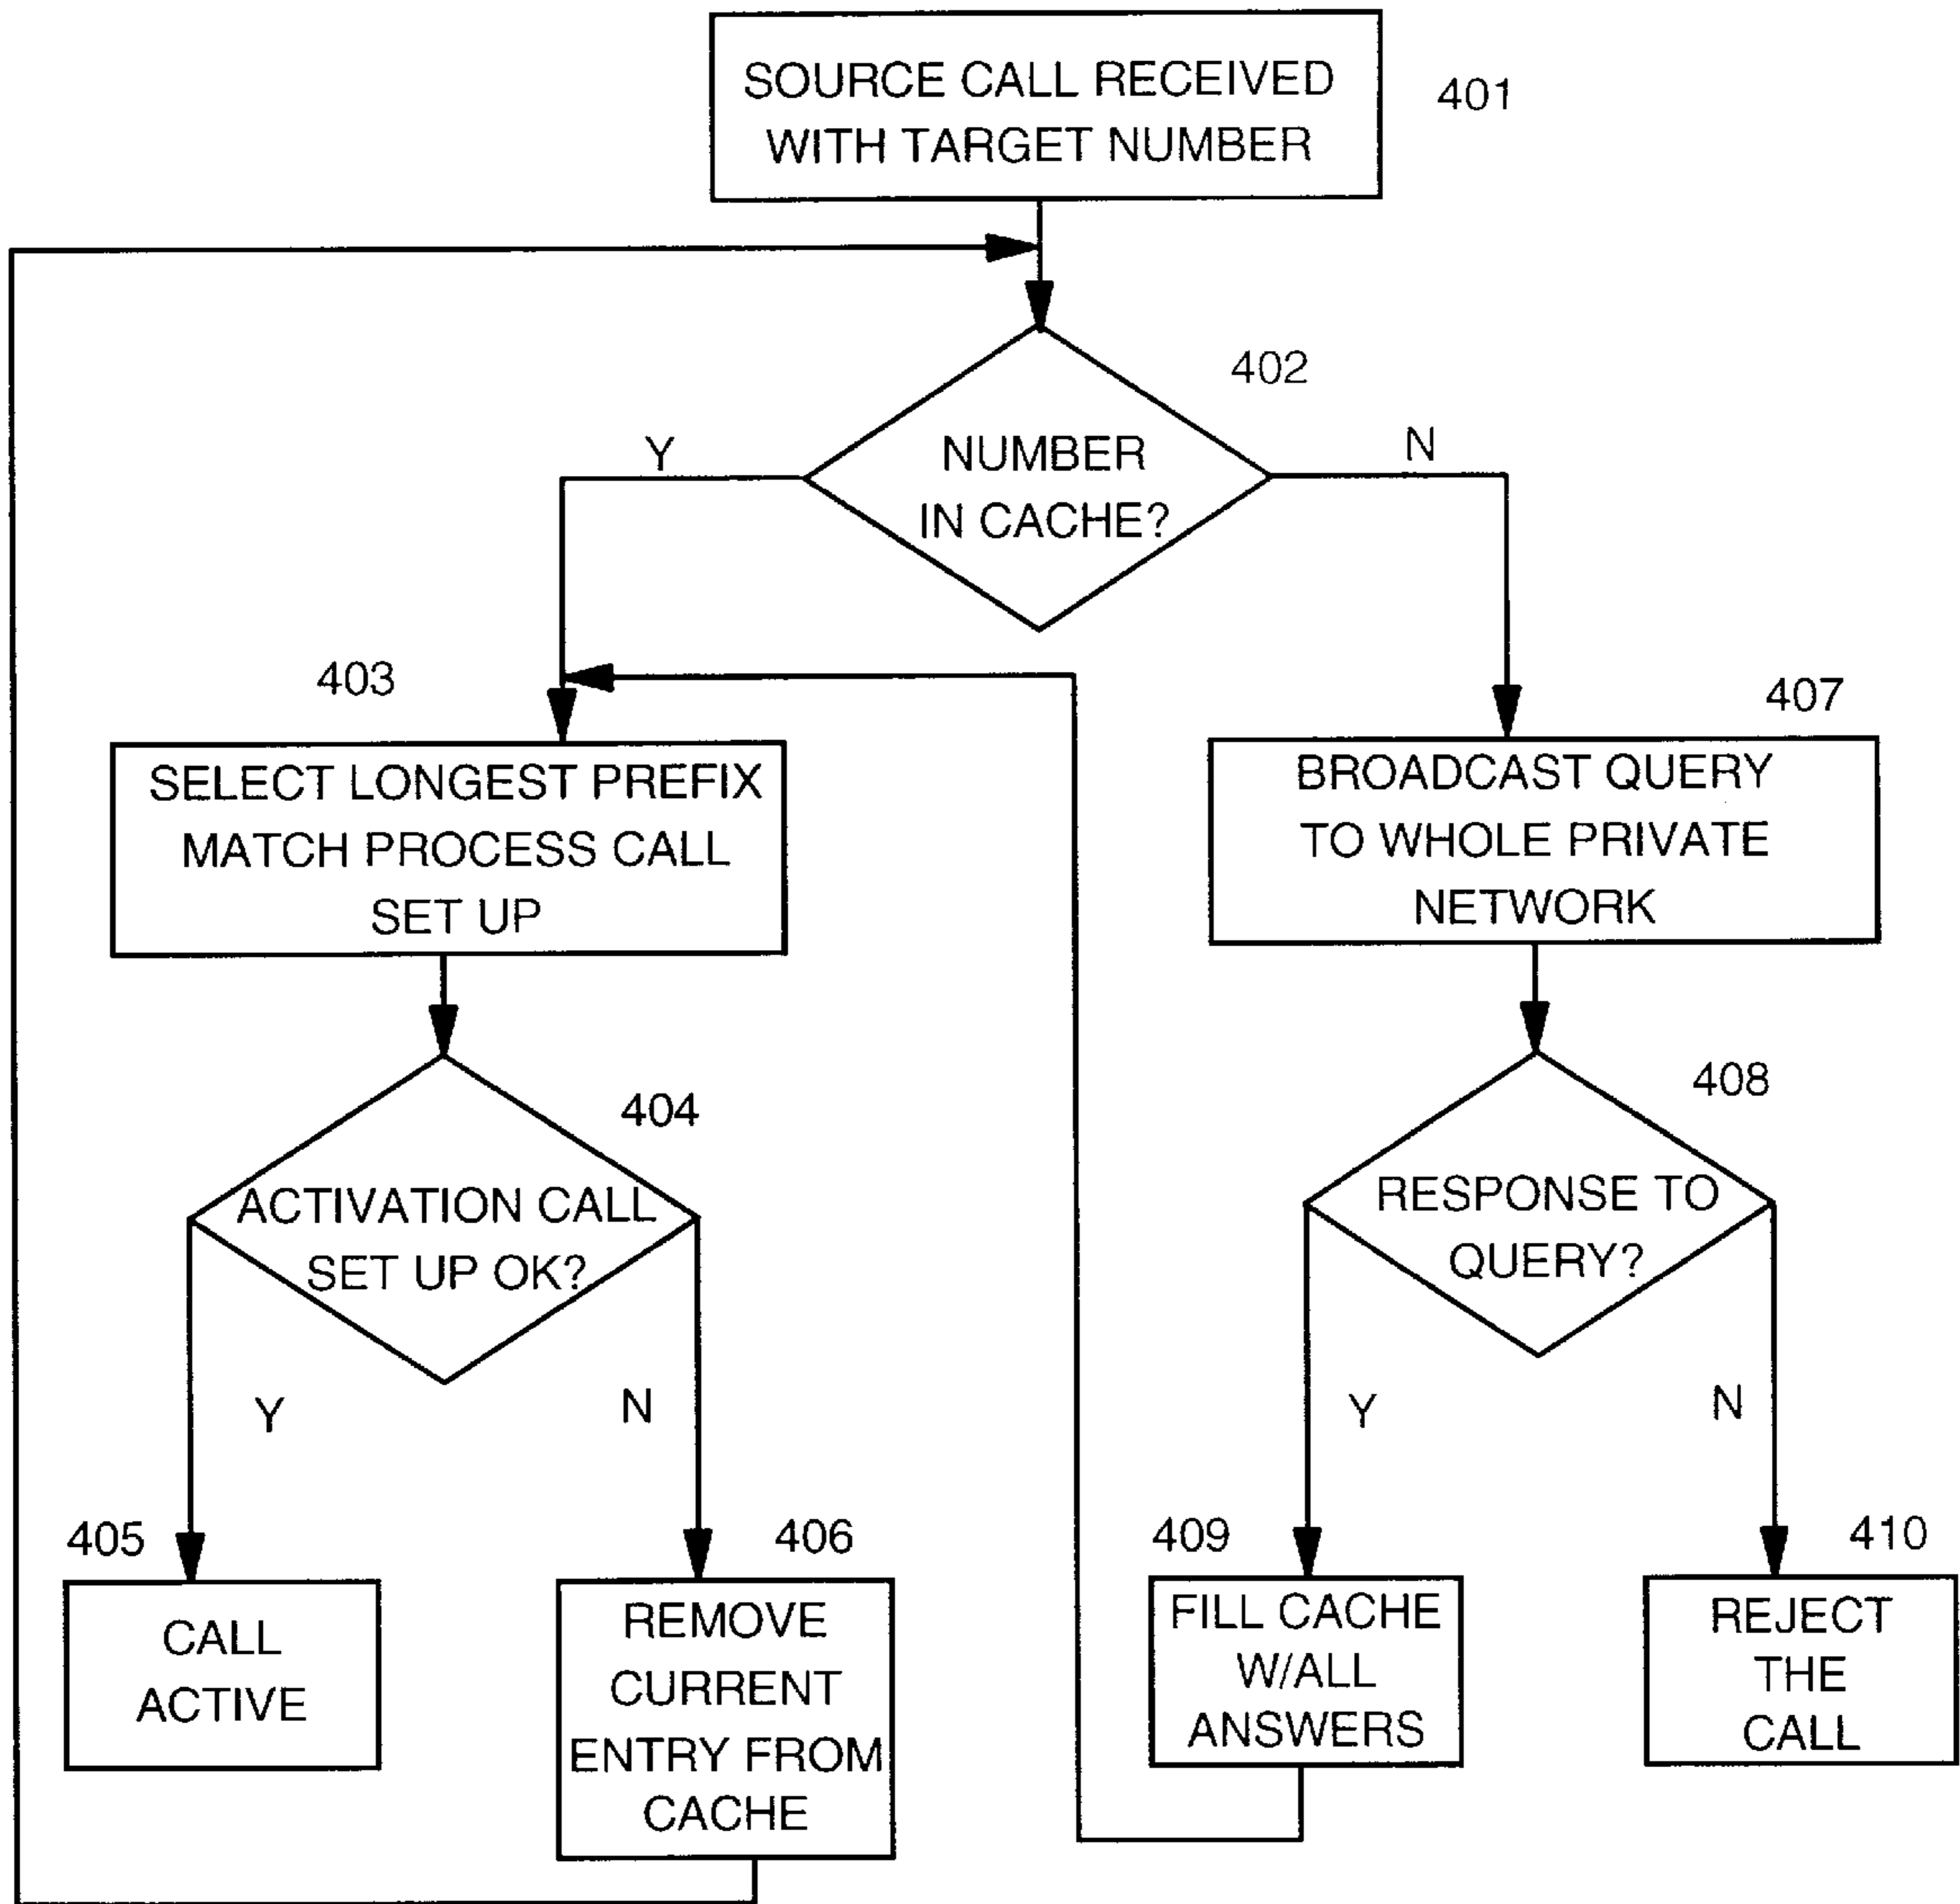 SOURCE CALL RECEIVED
WITH TARGET NUMBER
401
402
NUMBER
IN CACHE?
Y
N
403
SELECT LONGEST PREFIX
MATCH PROCESS CALL
SET UP
407
BROADCAST QUERY
TO WHOLE PRIVATE
NETWORK
404
ACTIVATION CALL
SET UP OK?
Y
N
408
RESPONSE TO
QUERY?
Y
N
405
CALL
ACTIVE
406
REMOVE
CURRENT
ENTRY FROM
CACHE
409
FILL CACHE
W/ALL
ANSWERS
410
REJECT
THE
CALL